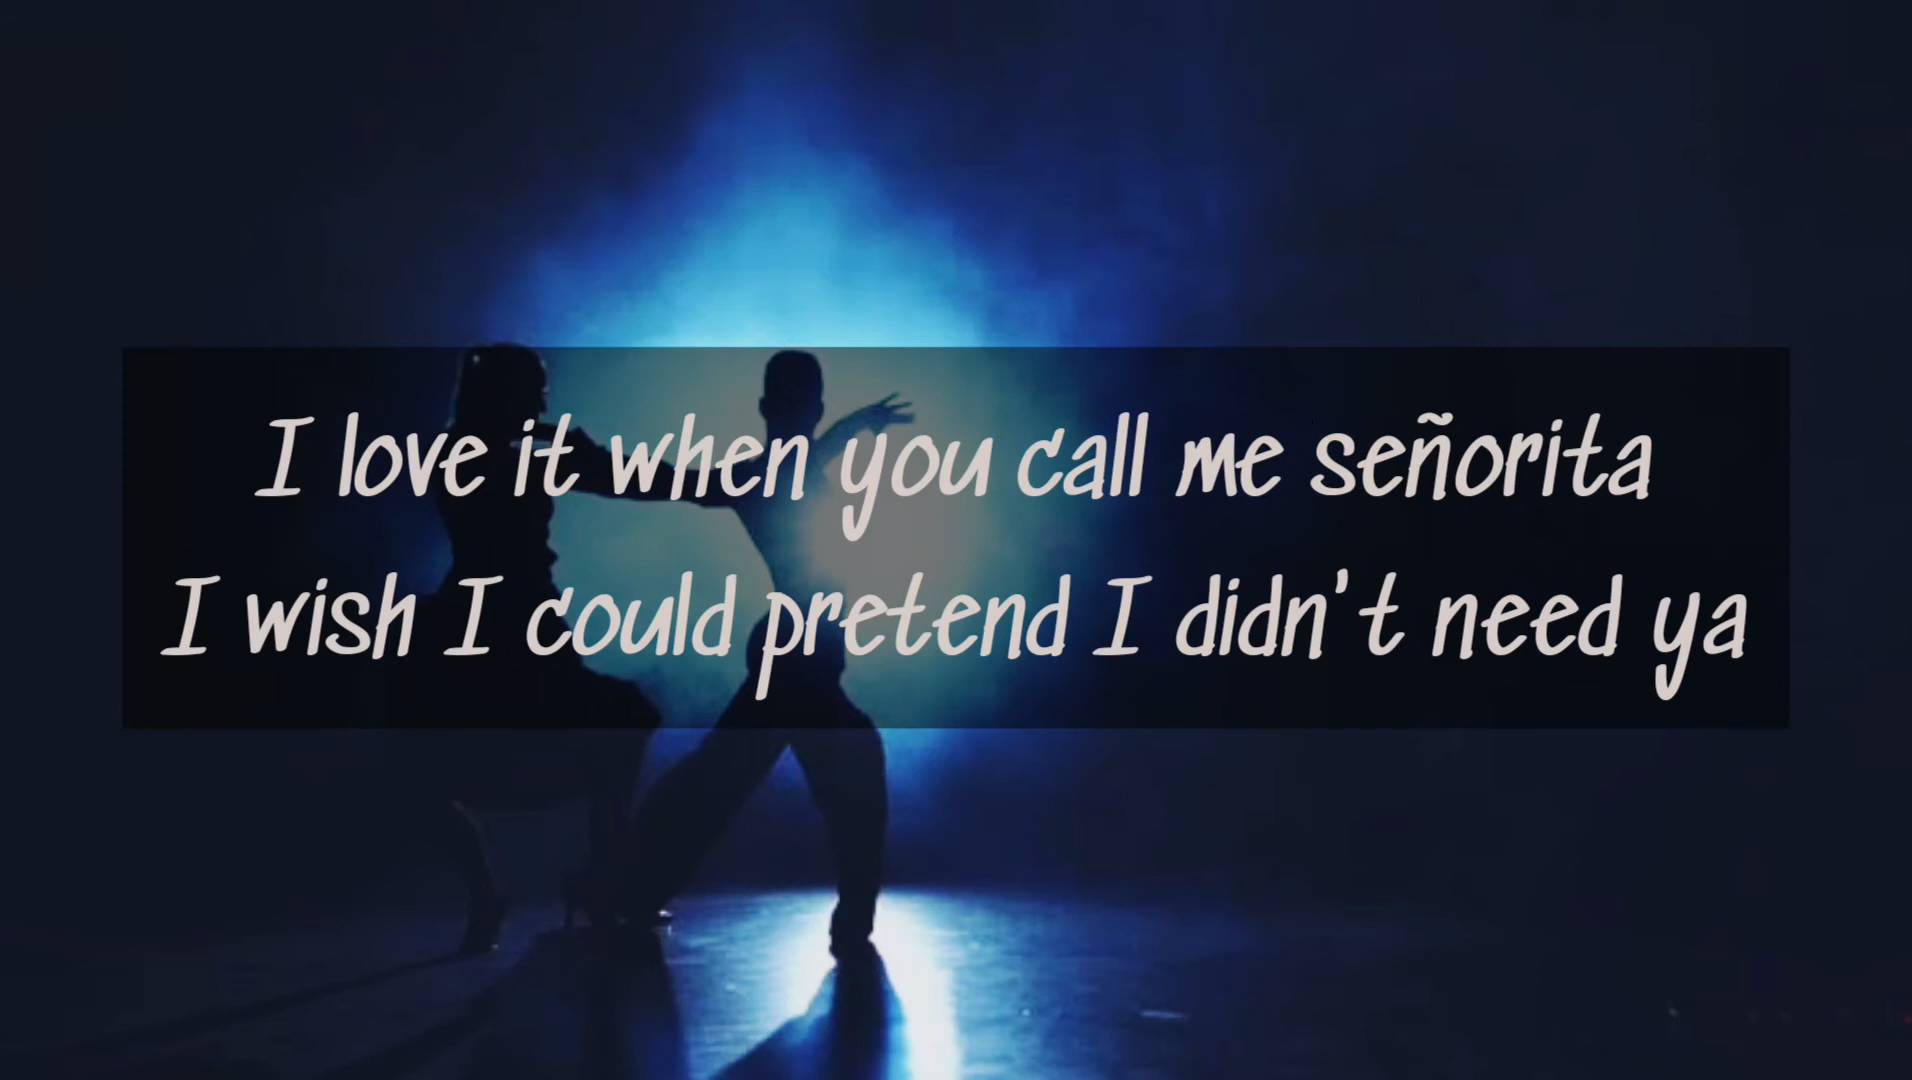 I love it when you call me señorita
I wish I could pretend I didn't need ya